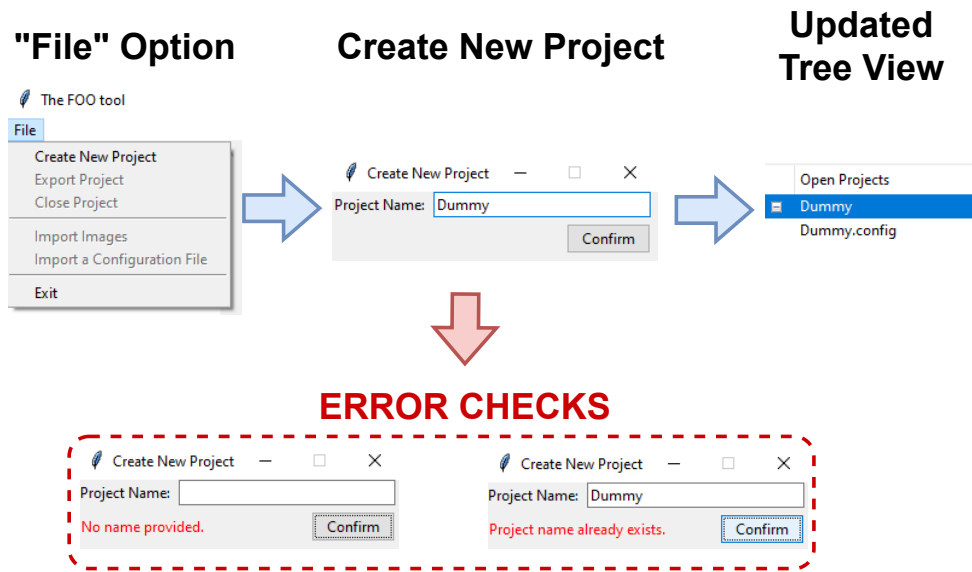 "File" Option
Create New Project
Updated
Tree View
The FOO tool
File
Create New Project
Export Project
Close Project
Import Images
Import a Configuration File
Exit
Create New Project
Project Name: Dummy
Confirm
Open Projects
Dummy
Dummy.config
ERROR CHECKS
Create New Project
Project Name:
No name provided.
Confirm
Create New Project
Project Name: Dummy
Project name already exists.
Confirm